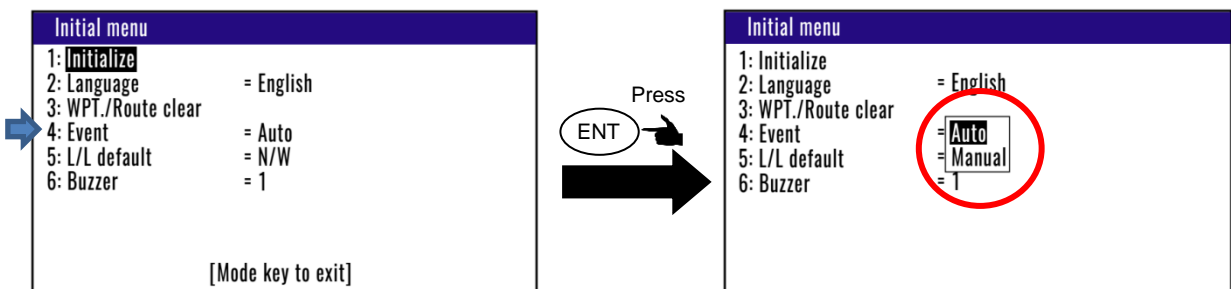 Initial menu
1: Initialize
2: Language = English
3: WPT./Route clear
4: Event = Auto
5: L/L default = N/W
6: Buzzer = 1
[Mode key to exit]
Press
ENT
Initial menu
1: Initialize
2: Language = English
3: WPT./Route clear
4: Event = Auto
5: L/L default = Manual
6: Buzzer = 1